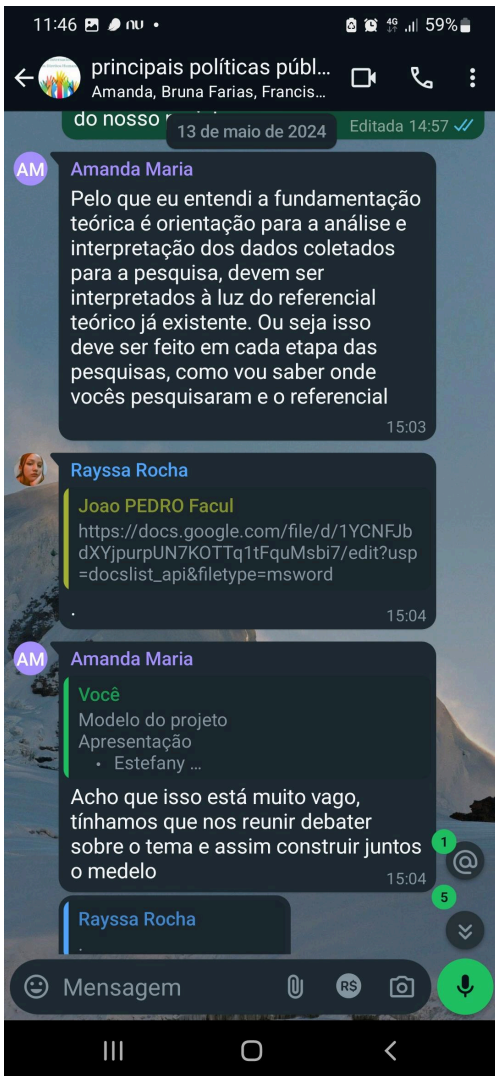 11:46
4G
59%
principais políticas públ...
Amanda, Bruna Farias, Francis...
do nosso
13 de maio de 2024
Editada 14:57
AM
Amanda Maria
Pelo que eu entendi a fundamentação
teórica é orientação para a análise e
interpretação dos dados coletados
para a pesquisa, devem ser
interpretados à luz do referencial
teórico já existente. Ou seja isso
deve ser feito em cada etapa das
pesquisas, como vou saber onde
vocês pesquisaram e o referencial
15:03
Rayssa Rocha
Joao PEDRO Facul
https://docs.google.com/file/d/1YCNFJb
dXYjpurpUN7KOTTq1tFquMsbi7/edit?usp
=docslist_api&filetype=msword
.
15:04
AM
Amanda Maria
Você
Modelo do projeto
Apresentação
• Estefany ...
Acho que isso está muito vago,
tínhamos que nos reunir debater
sobre o tema e assim construir juntos
o medelo
15:04
1
@
5
Rayssa Rocha
.
Mensagem
R$